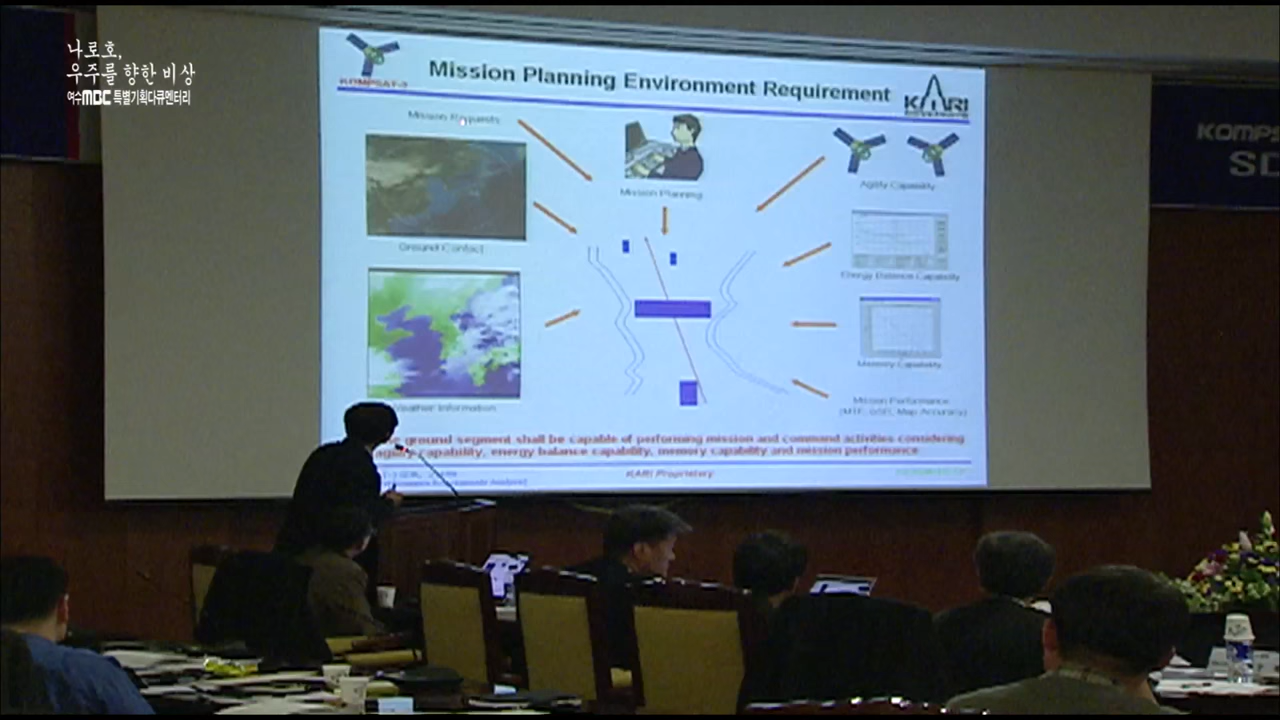 나로호,
우주를 향한 비상
여수MBC 특별기획다큐멘터리
KOMPSAT-3
Mission Planning Environment Requirement
KARI
Mission Requests
Mission Planning
Agility Capability
Ground Contact
Energy Balance Capability
Memory Capability
Weather Information
Mission Performance
(MTF, GSD, Map Accuracy)
ground segment shall be capable of performing mission and command activities considering
agility capability, energy balance capability, memory capability and mission performance
KARI Proprietary
KOMPS
SD